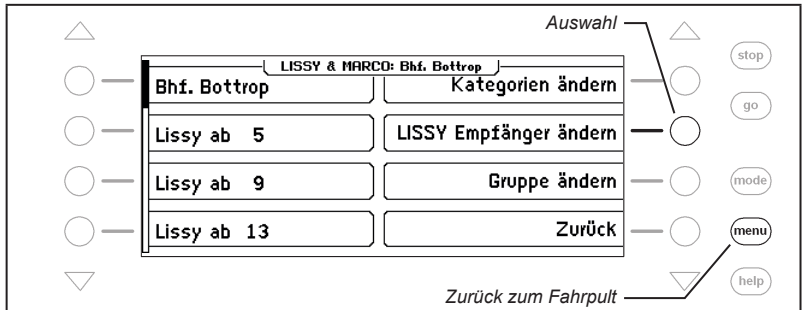 Auswahl
stop
LISSY & MARCO: Bhf. Bottrop
Bhf. Bottrop
Kategorien ändern
go
Lissy ab 5
LISSY Empfänger ändern
Lissy ab 9
Gruppe ändern
mode
Lissy ab 13
Zurück
menu
help
Zurück zum Fahrpult